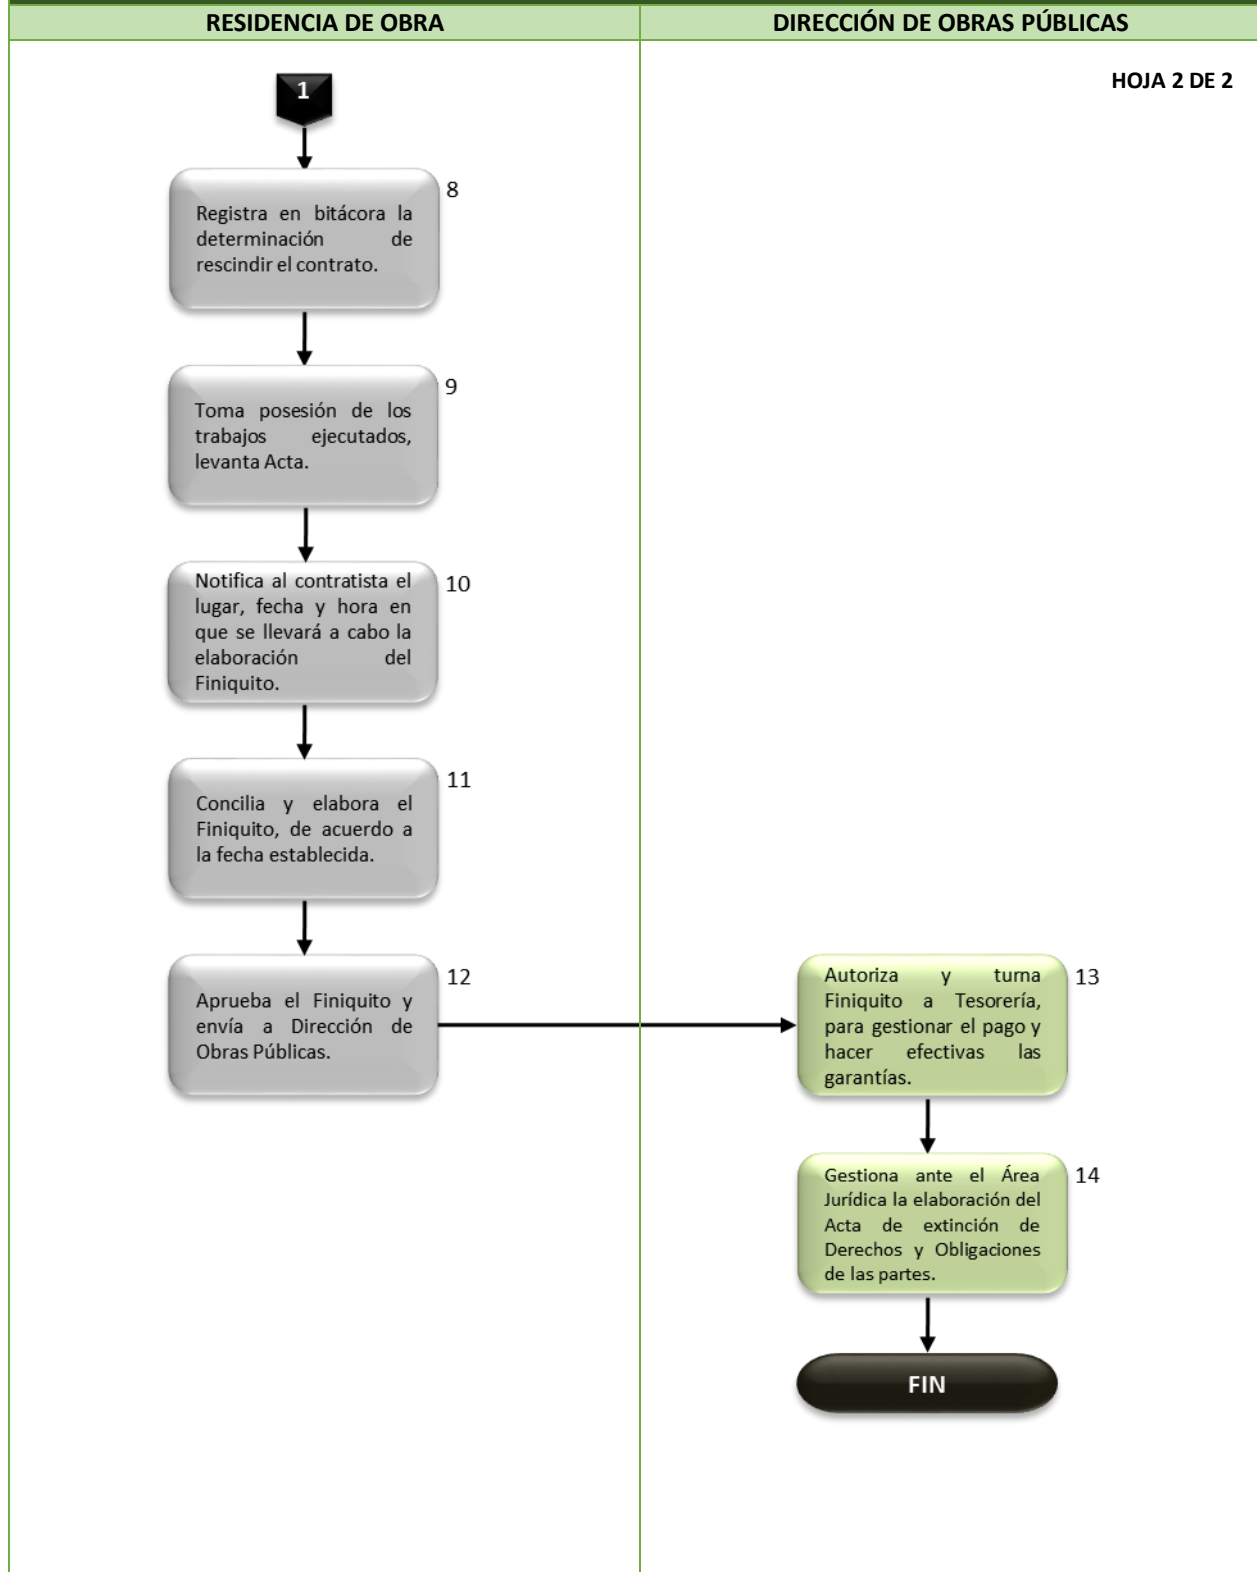 RESIDENCIA DE OBRA
DIRECCIÓN DE OBRAS PÚBLICAS
HOJA 2 DE 2
1
8
Registra en bitácora la
determinación de
rescindir el contrato.
9
Toma posesión de los
trabajos ejecutados,
levanta Acta.
10
Notifica al contratista el
lugar, fecha y hora en
que se llevará a cabo la
elaboración del
Finiquito.
11
Concilia y elabora el
Finiquito, de acuerdo a
la fecha establecida.
12
Aprueba el Finiquito y
envía a Dirección de
Obras Públicas.
13
Autoriza y turna
Finiquito a Tesorería,
para gestionar el pago y
hacer efectivas las
garantías.
14
Gestiona ante el Área
Jurídica la elaboración del
Acta de extinción de
Derechos y Obligaciones
de las partes.
FIN